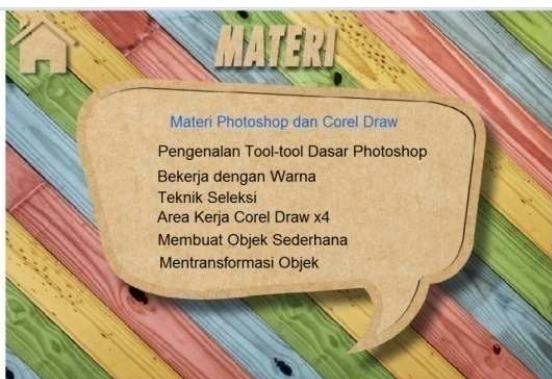 MATERI
Materi Photoshop dan Corel Draw
Pengenalan Tool-tool Dasar Photoshop
Bekerja dengan Warna
Teknik Seleksi
Area Kerja Corel Draw x4
Membuat Objek Sederhana
Mentransformasi Objek